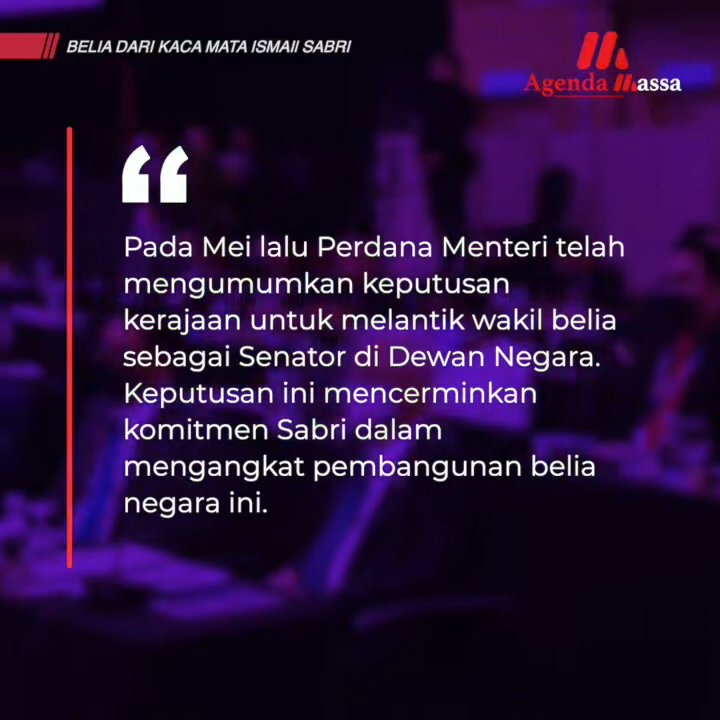 BELIA DARI KACA MATA ISMAIl SABRI
Agenda Massa
Pada Mei lalu Perdana Menteri telah
mengumumkan keputusan
kerajaan untuk melantik wakil belia
sebagai Senator di Dewan Negara.
Keputusan ini mencerminkan
komitmen Sabri dalam
mengangkat pembangunan belia
negara ini.